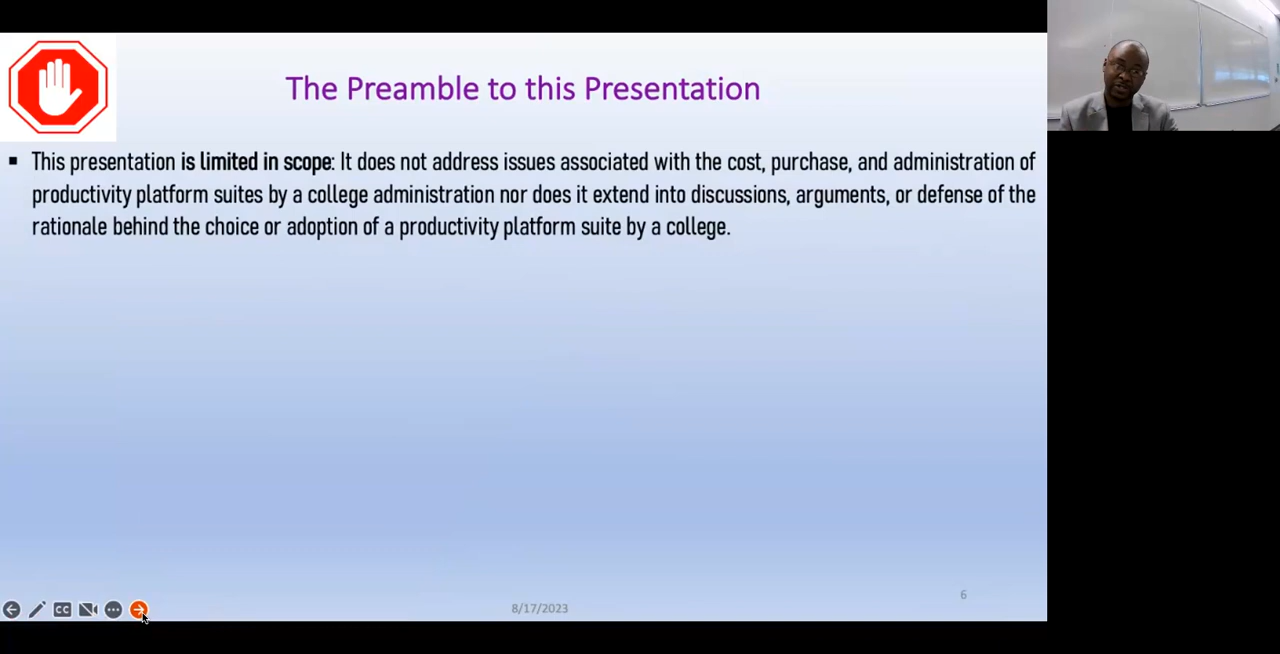 The Preamble to this Presentation
▪ This presentation is limited in scope: It does not address issues associated with the cost, purchase, and administration of
productivity platform suites by a college administration nor does it extend into discussions, arguments, or defense of the
rationale behind the choice or adoption of a productivity platform suite by a college.
CC
8/17/2023
6